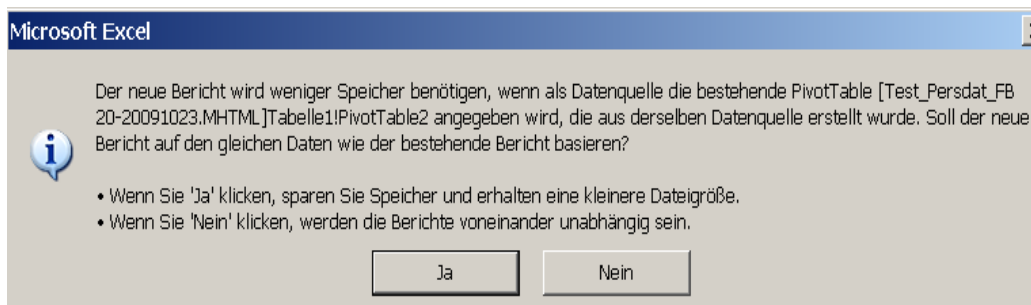 Microsoft Excel
Der neue Bericht wird weniger Speicher benötigen, wenn als Datenquelle die bestehende PivotTable [Test_Persdat_FB
20-20091023.MHTML]Tabelle1!PivotTable2 angegeben wird, die aus derselben Datenquelle erstellt wurde. Soll der neue
Bericht auf den gleichen Daten wie der bestehende Bericht basieren?
• Wenn Sie 'Ja' klicken, sparen Sie Speicher und erhalten eine kleinere Dateigröße.
• Wenn Sie 'Nein' klicken, werden die Berichte voneinander unabhängig sein.
Ja
Nein